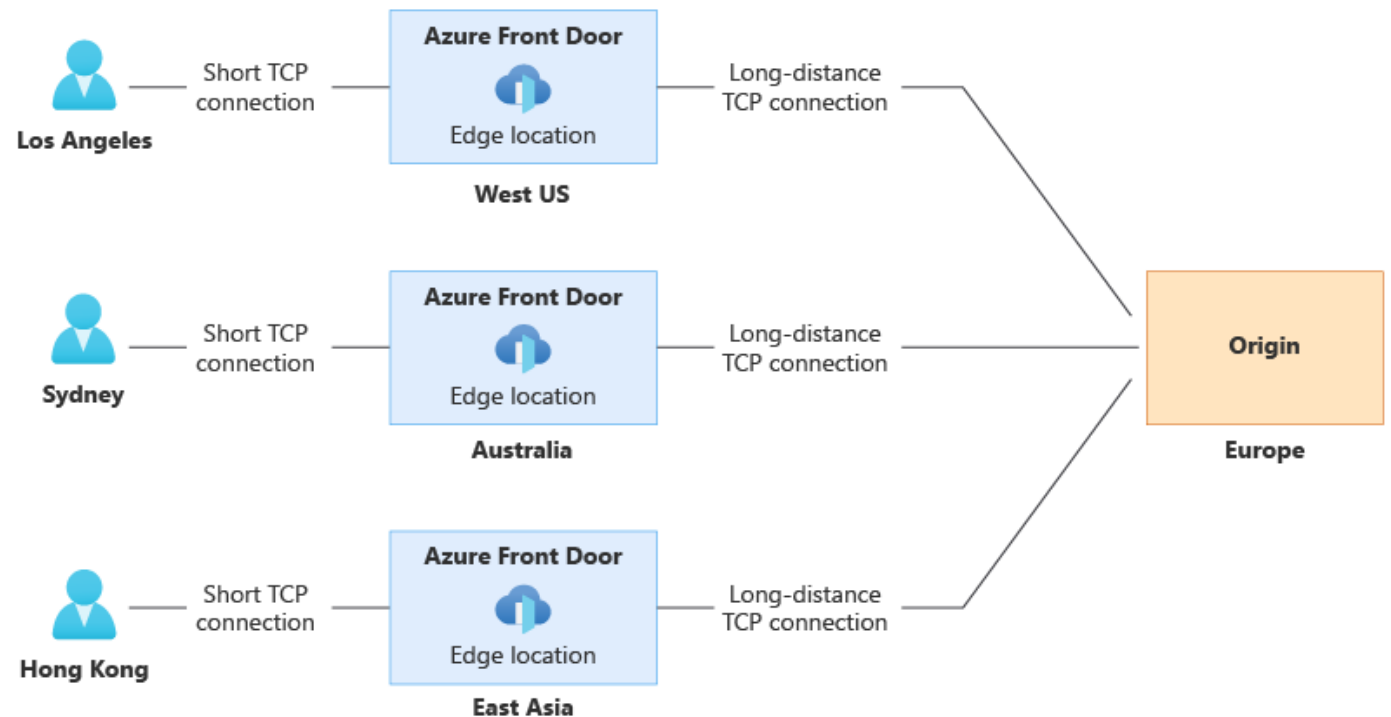 Azure Front Door
Short TCP
connection
Long-distance
TCP connection
Edge location
Los Angeles
West US
Azure Front Door
Short TCP
connection
Long-distance
TCP connection
Origin
Edge location
Sydney
Australia
Europe
Azure Front Door
Short TCP
connection
Long-distance
TCP connection
Edge location
Hong Kong
East Asia